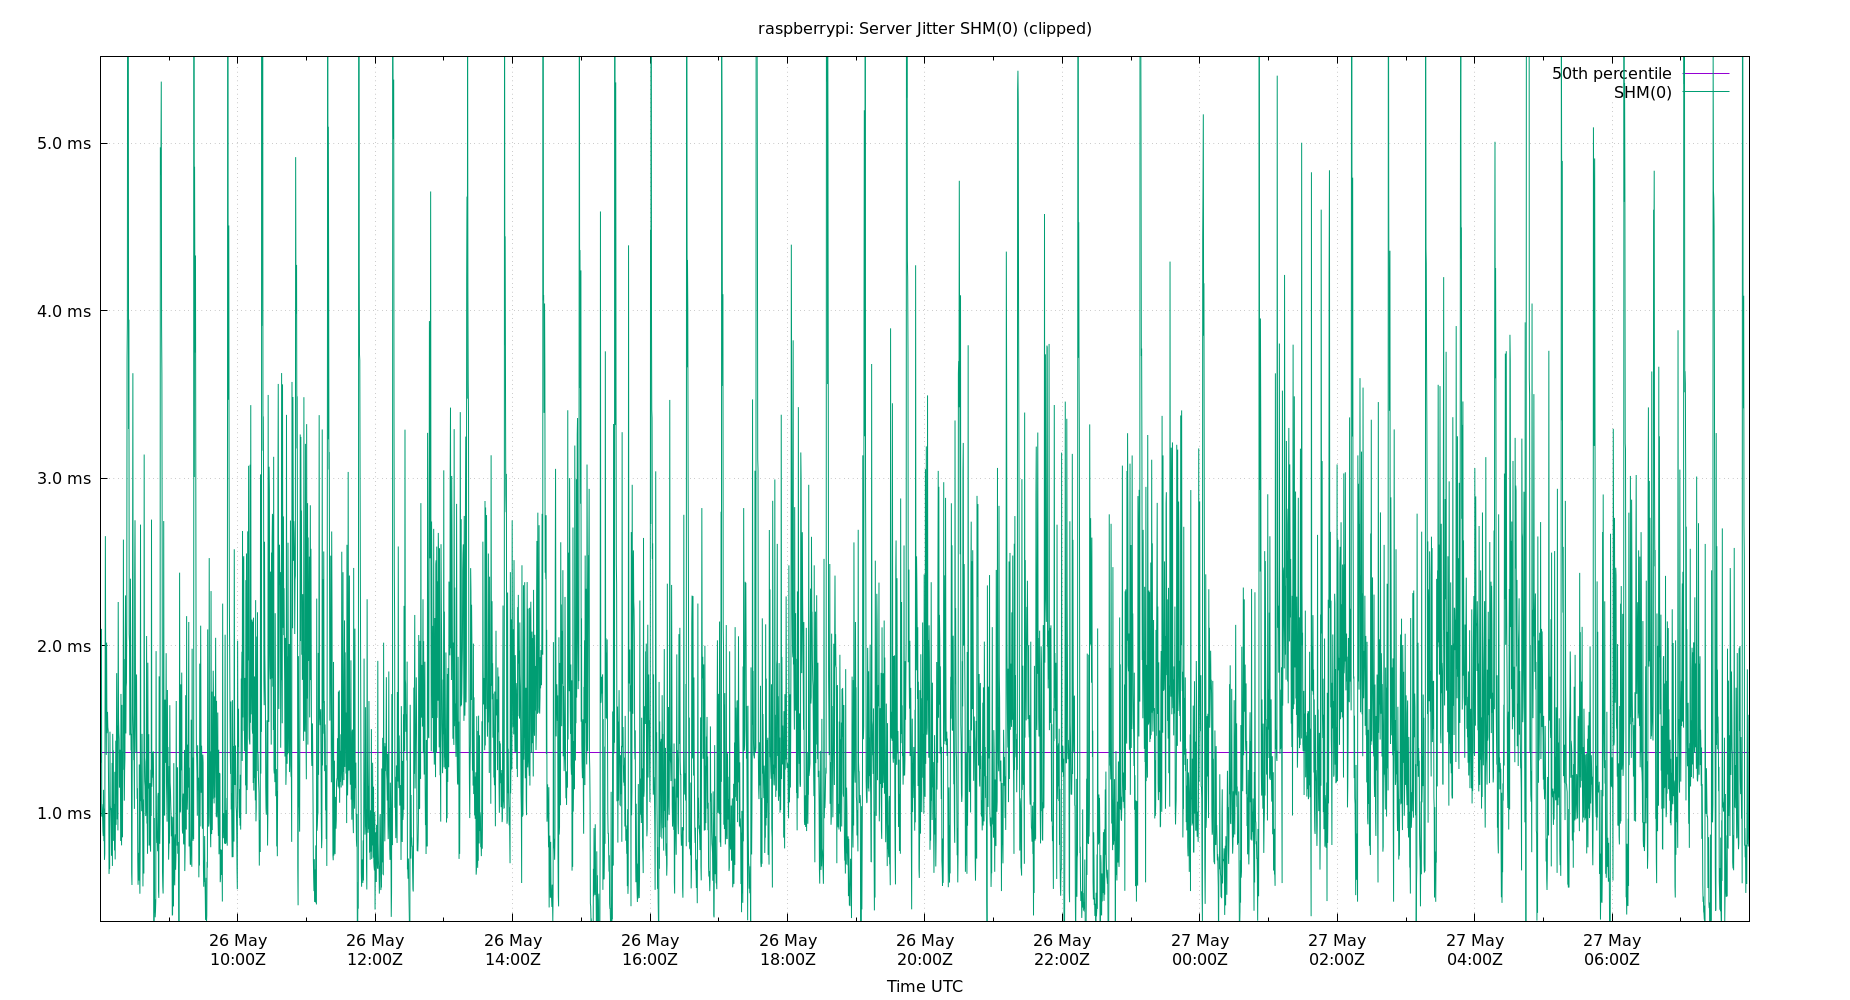 raspberrypi: Server Jitter SHM(0) (clipped)
50th percentile
SHM(0)
5.0 ms
4.0 ms
3.0 ms
2.0 ms
1.0 ms
26 May 26 May 26 May 26 May 26 May 26 May 26 May 27 May 27 May 27 May 27 May
10:00Z 12:00Z 14:00Z 16:00Z 18:00Z 20:00Z 22:00Z 00:00Z 02:00Z 04:00Z 06:00Z
Time UTC